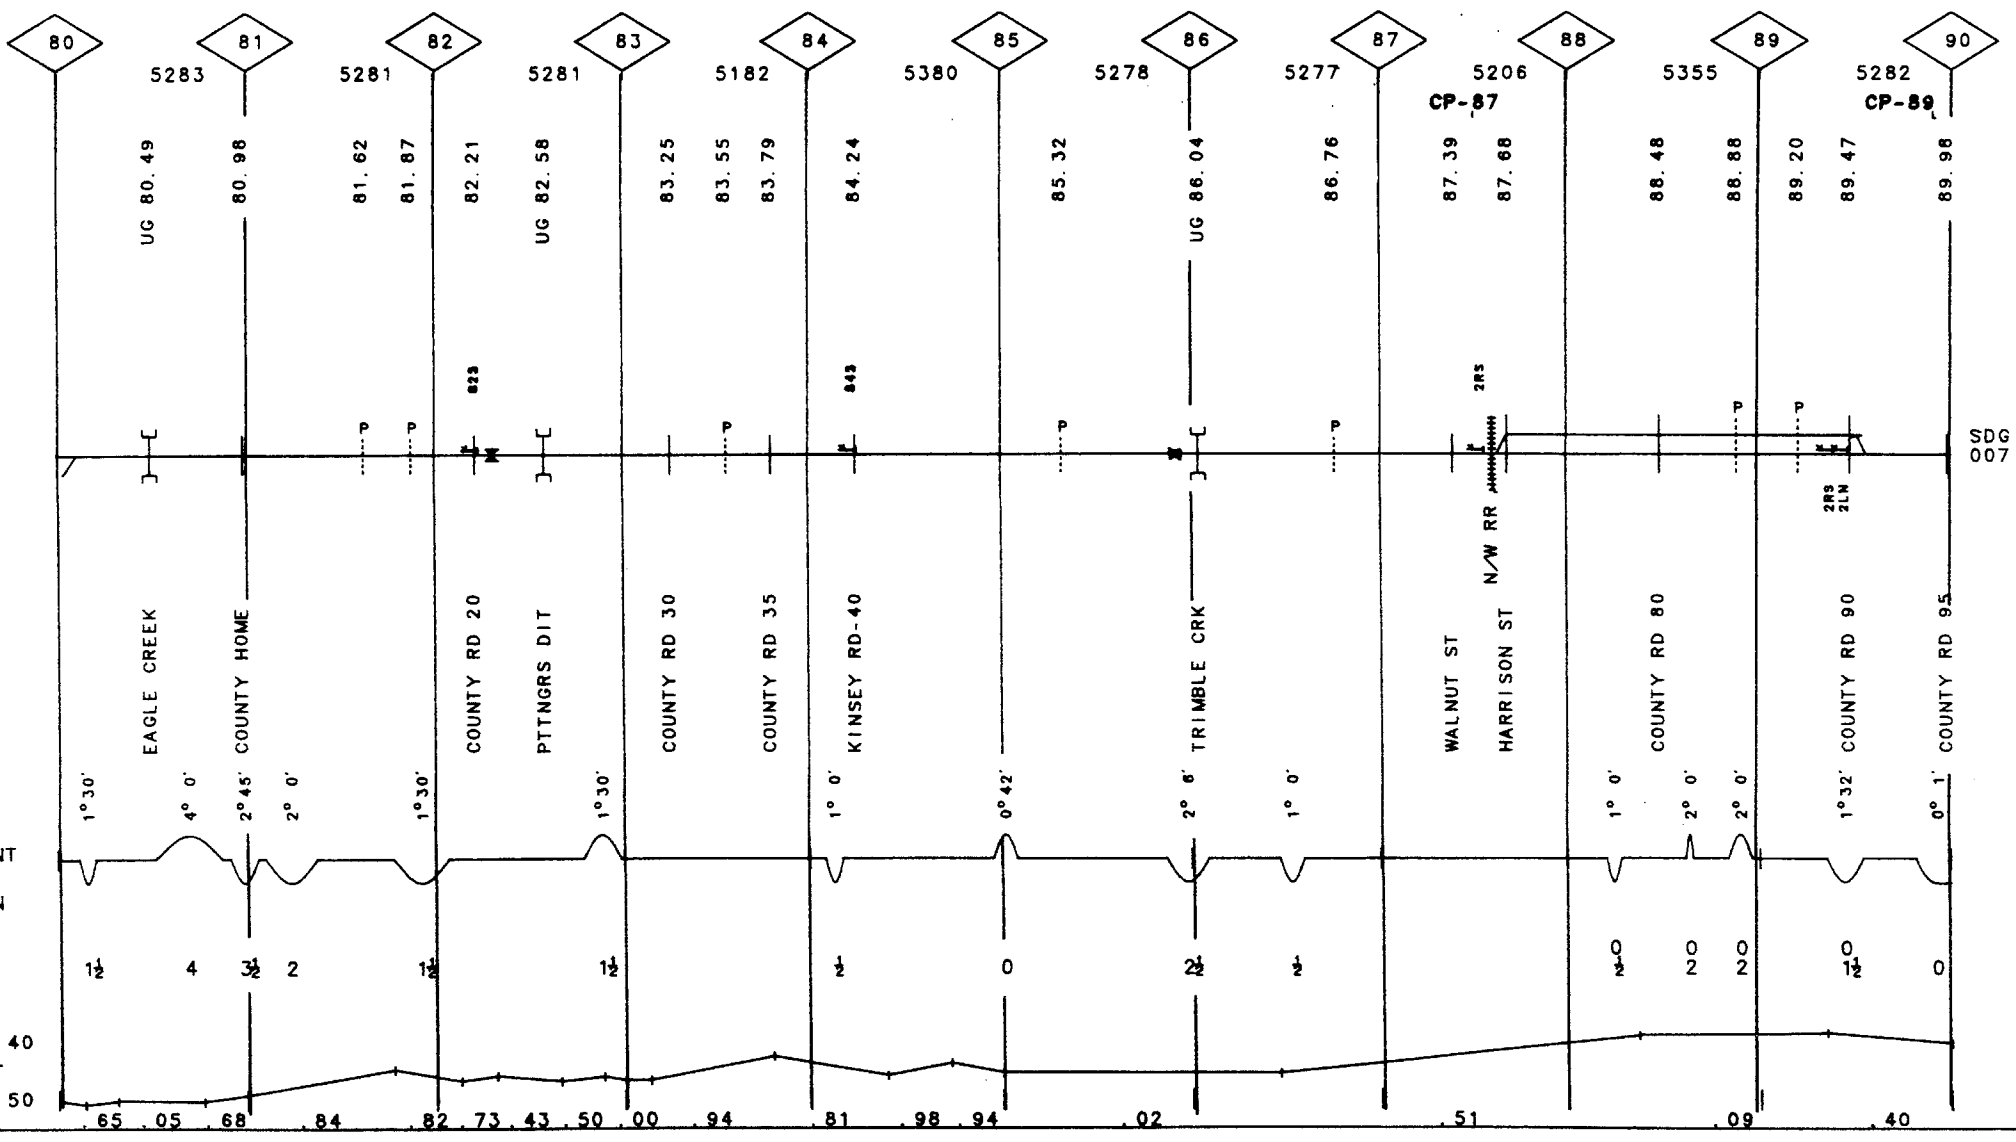 80 81 82 83 84 85 86 87 88 89 90
5283 5281 5281 5182 5380 5278 5277 5206 5355 5282
CP-87 CP-89
UG 80.49
80.98
81.62
81.87
82.21
UG 82.58
83.25
83.55
83.79
84.24
85.32
UG 86.04
86.76
87.39
87.68
88.48
88.88
89.20
89.47
89.98
82S
84S
2RS
P P P P P P P
SDG
007
2RS
2LN
N/W RR
EAGLE CREEK
COUNTY HOME
COUNTY RD 20
PTTNGRS DIT
COUNTY RD 30
COUNTY RD 35
KINSEY RD-40
TRIMBLE CRK
WALNUT ST
HARRISON ST
COUNTY RD 80
COUNTY RD 90
COUNTY RD 95
1°30' 4° 0' 2°45' 2° 0' 1°30' 1°30' 1° 0' 0°42' 2° 6' 1° 0' 1° 0' 2° 0' 2° 0' 1°32' 0° 1'
NT
N
0 0 0 0
1½ 4 3½ 2 1½ 1½ ½ 0 2½ ½ ½ 2 2 1½ 0
40
50
.65 .05 .68 .84 .82 .73 .43 .50 .00 .94 .81 .98 .94 .02 .51 .09 .40